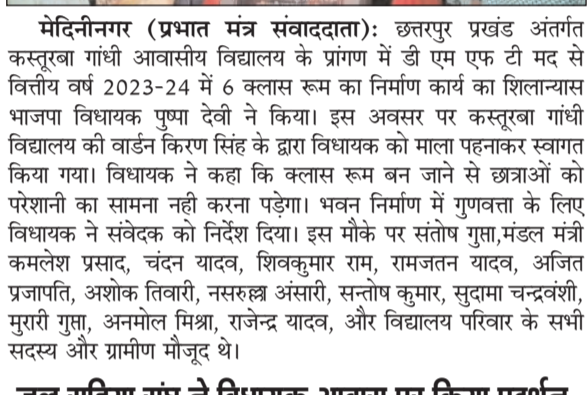 मेदिनीनगर (प्रभात मंत्र संवाददाता): छत्तरपुर प्रखंड अंतर्गत
कस्तूरबा गांधी आवासीय विद्यालय के प्रांगण में डी एम एफ टी मद से
वित्तीय वर्ष 2023-24 में 6 क्लास रूम का निर्माण कार्य का शिलान्यास
भाजपा विधायक पुष्पा देवी ने किया। इस अवसर पर कस्तूरबा गांधी
विद्यालय की वार्डन किरण सिंह के द्वारा विधायक को माला पहनाकर स्वागत
किया गया। विधायक ने कहा कि क्लास रूम बन जाने से छात्राओं को
परेशानी का सामना नही करना पड़ेगा। भवन निर्माण में गुणवत्ता के लिए
विधायक ने संवेदक को निर्देश दिया। इस मौके पर संतोष गुप्ता,मंडल मंत्री
कमलेश प्रसाद, चंदन यादव, शिवकुमार राम, रामजतन यादव, अजित
प्रजापति, अशोक तिवारी, नसरुल्ल अंसारी, सन्तोष कुमार, सुदामा चन्द्रवंशी,
मुरारी गुप्ता, अनमोल मिश्रा, राजेन्द्र यादव, और विद्यालय परिवार के सभी
सदस्य और ग्रामीण मौजूद थे।